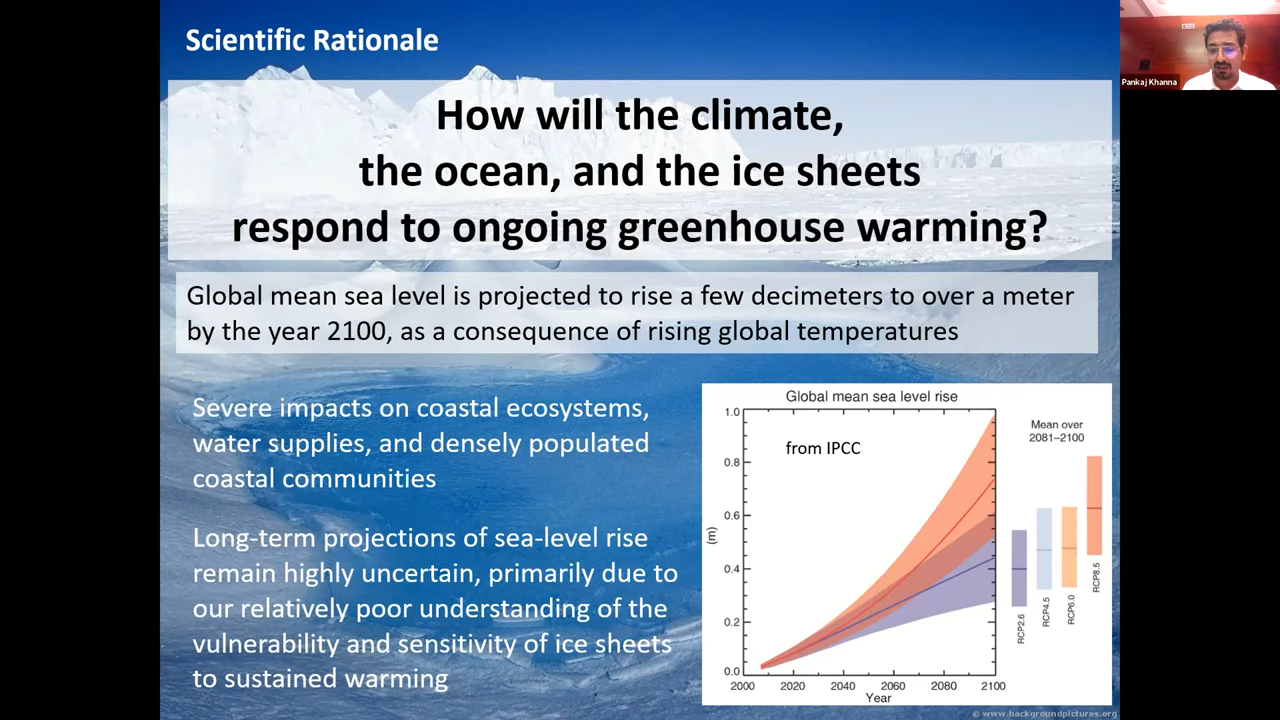 Scientific Rationale
How will the climate,
the ocean, and the ice sheets
respond to ongoing greenhouse warming?
Global mean sea level is projected to rise a few decimeters to over a meter
by the year 2100, as a consequence of rising global temperatures
Severe impacts on coastal ecosystems,
water supplies, and densely populated
coastal communities
Long-term projections of sea-level rise
remain highly uncertain, primarily due to
our relatively poor understanding of the
vulnerability and sensitivity of ice sheets
to sustained warming
Global mean sea level rise
from IPCC
1.0
0.8
0.6
0.4
0.2
0.0
(m)
2000 2020 2040 2060 2080 2100
Year
Mean over
2081–2100
RCP2.6
RCP4.5
RCP6.0
RCP8.5
© www.backgroundpictures.org
Pankaj Khanna